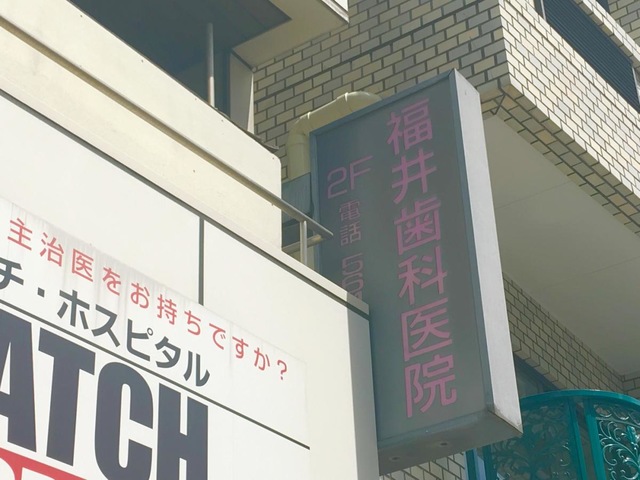 福井歯科医院
2F
電話
主治医をお持ちですか?
チ・ホスピタル
ATCH